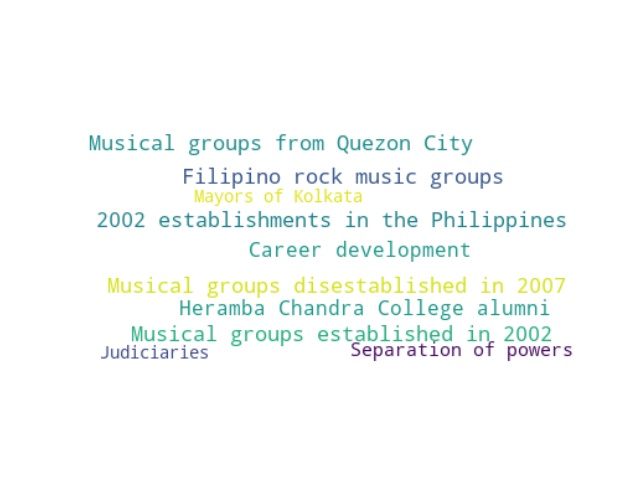 Musical groups from Quezon City
Filipino rock music groups
Mayors of Kolkata
2002 establishments in the Philippines
Career development
Musical groups disestablished in 2007
Heramba Chandra College alumni
Musical groups established in 2002
Judiciaries
Separation of powers